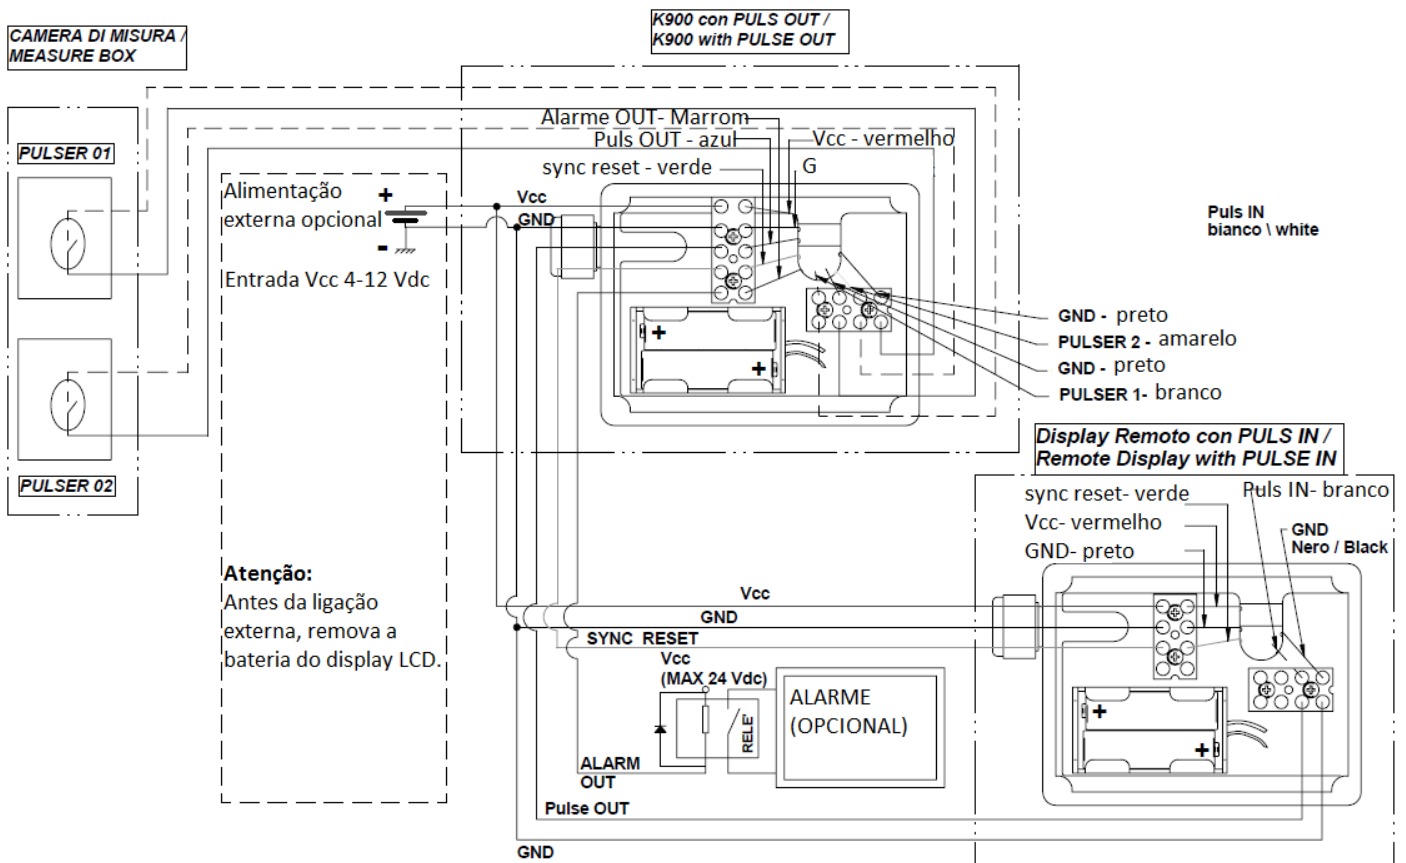 CAMERA DI MISURA /
MEASURE BOX
K900 con PULS OUT /
K900 with PULSE OUT
PULSER 01
PULSER 02
Alimentação
externa opcional
+
-
Entrada Vcc 4-12 Vdc
Atenção:
Antes da ligação
externa, remova a
bateria do display LCD.
Alarme OUT- Marrom
Puls OUT - azul
Vcc - vermelho
sync reset - verde
G
Vcc
GND
+
+
Puls IN
bianco \ white
GND - preto
PULSER 2 - amarelo
GND - preto
PULSER 1- branco
Display Remoto con PULS IN /
Remote Display with PULSE IN
sync reset- verde
Puls IN- branco
Vcc- vermelho
GND- preto
GND
Nero / Black
+
+
Vcc
GND
SYNC RESET
Vcc
(MAX 24 Vdc)
RELE'
ALARME
(OPCIONAL)
ALARM
OUT
Pulse OUT
GND